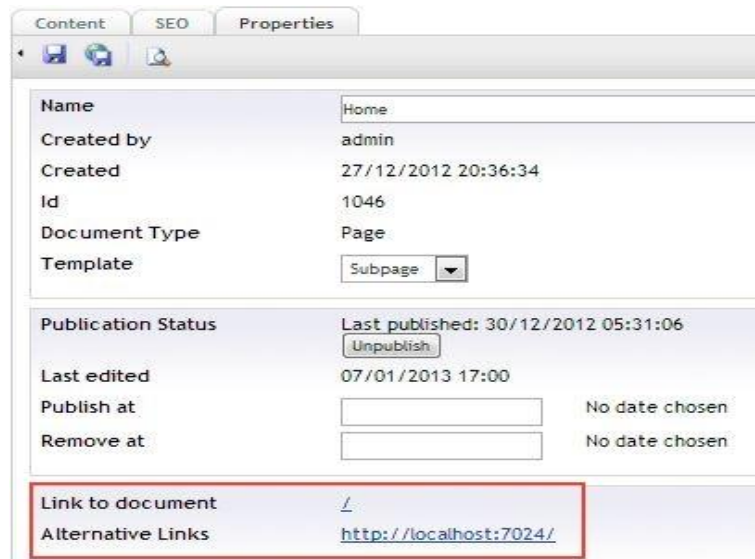 Content SEO Properties
Name Home
Created by admin
Created 27/12/2012 20:36:34
Id 1046
Document Type Page
Template Subpage
Publication Status Last published: 30/12/2012 05:31:06
Unpublish
Last edited 07/01/2013 17:00
Publish at No date chosen
Remove at No date chosen
Link to document /
Alternative Links http://localhost:7024/